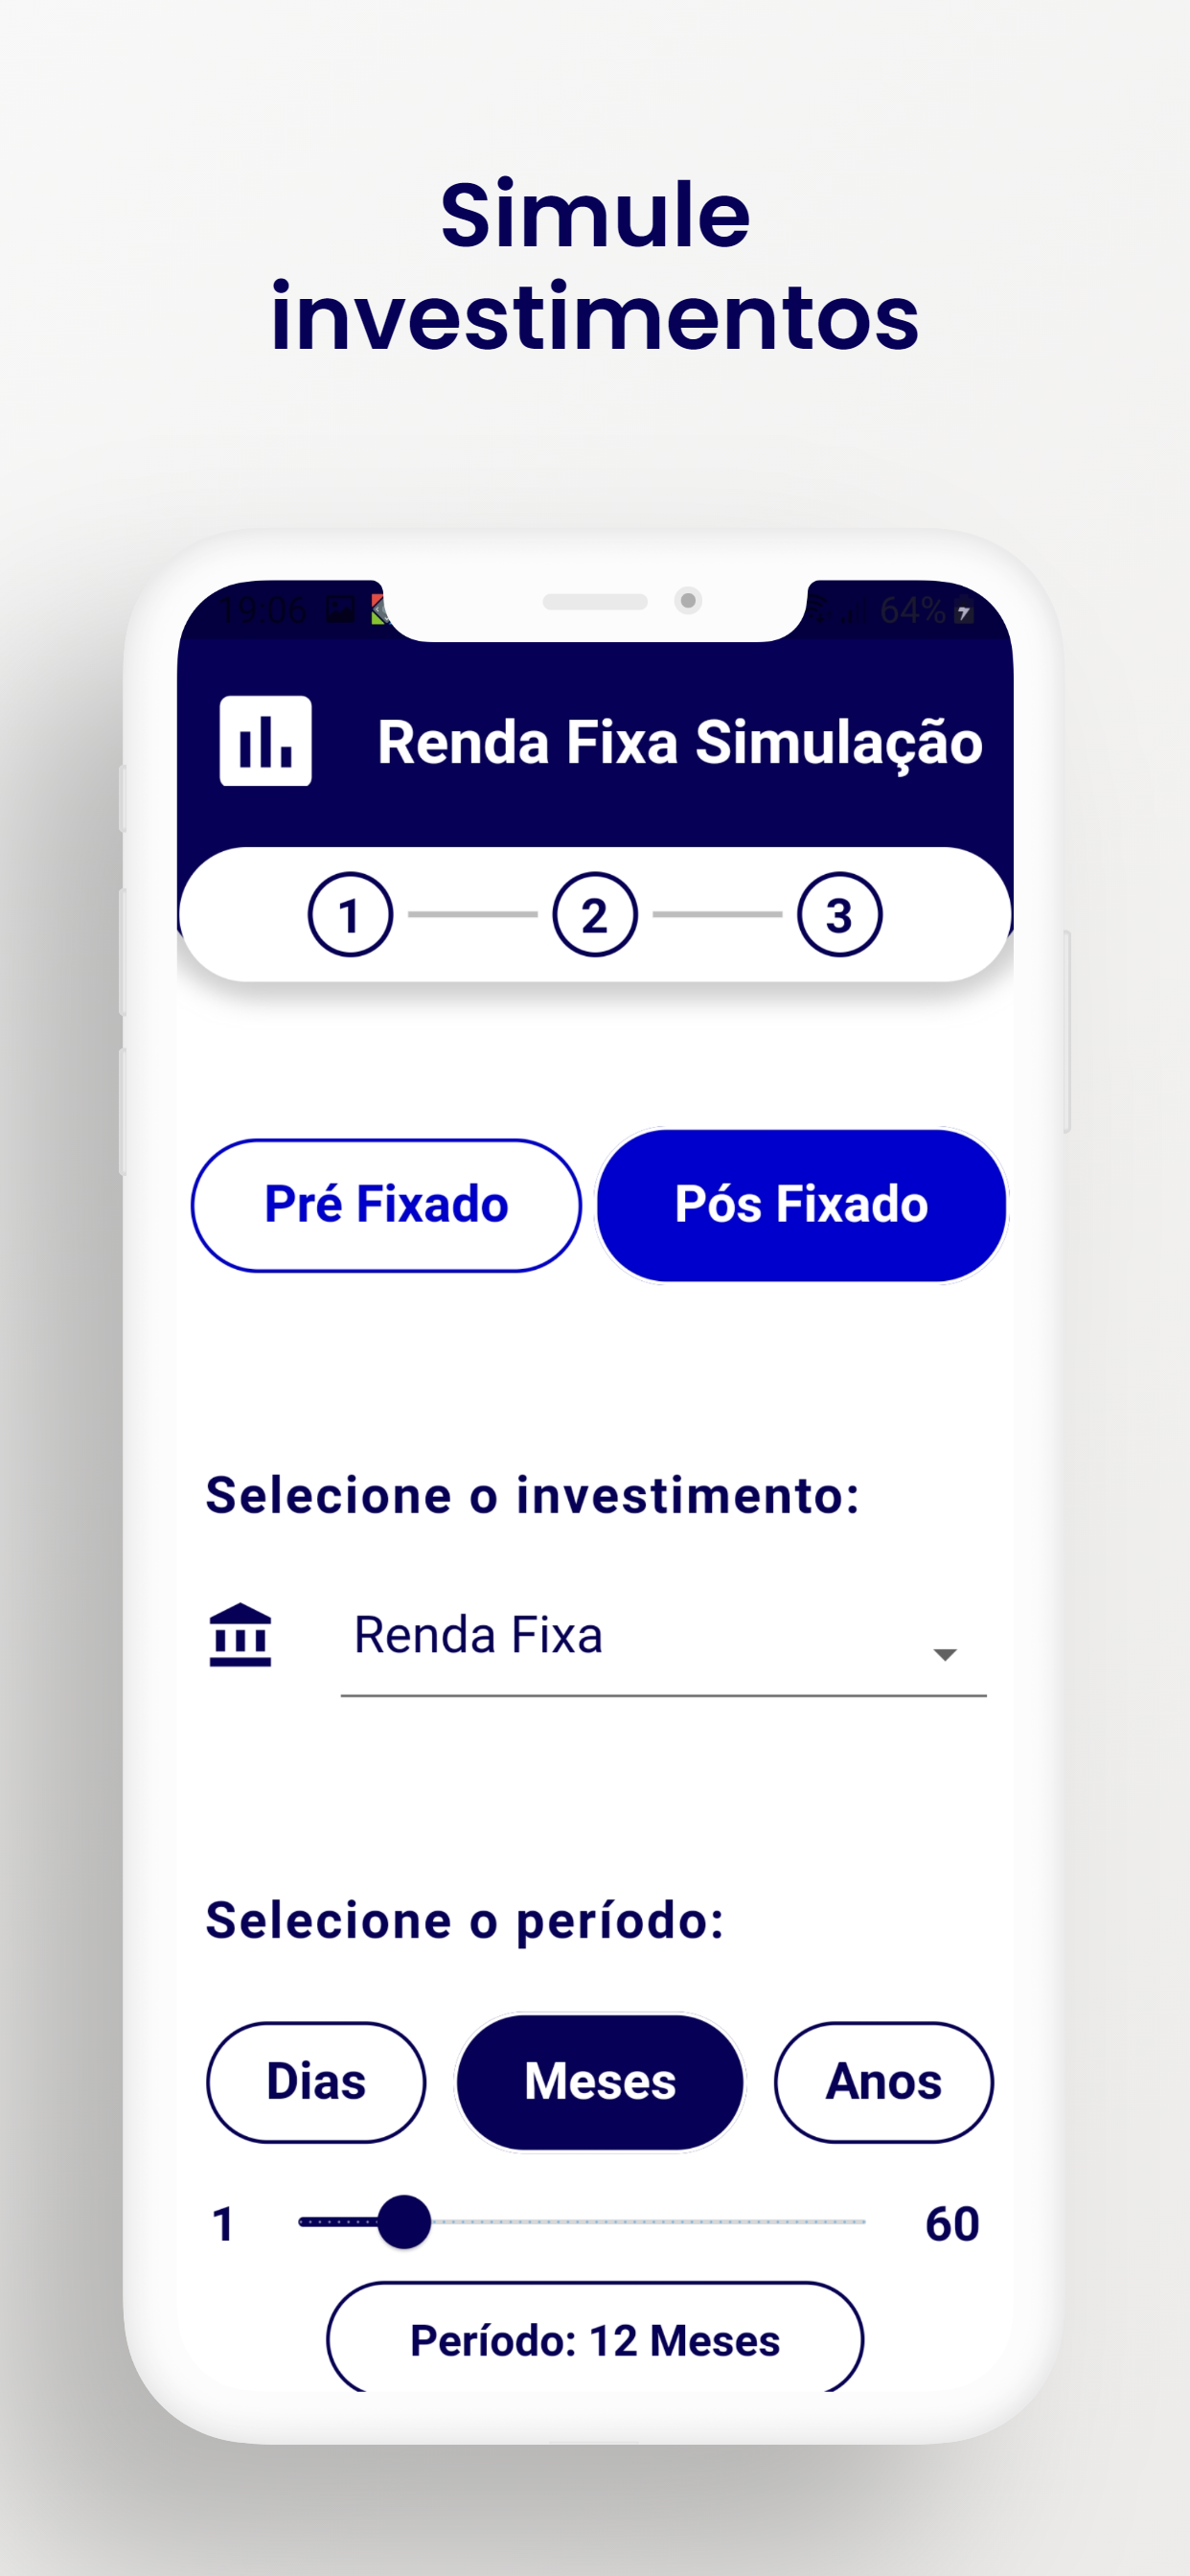 Simule
investimentos
19:06 64%
Renda Fixa Simulação
1 2 3
Pré Fixado Pós Fixado
Selecione o investimento:
Renda Fixa
Selecione o período:
Dias Meses Anos
1 60
Período: 12 Meses